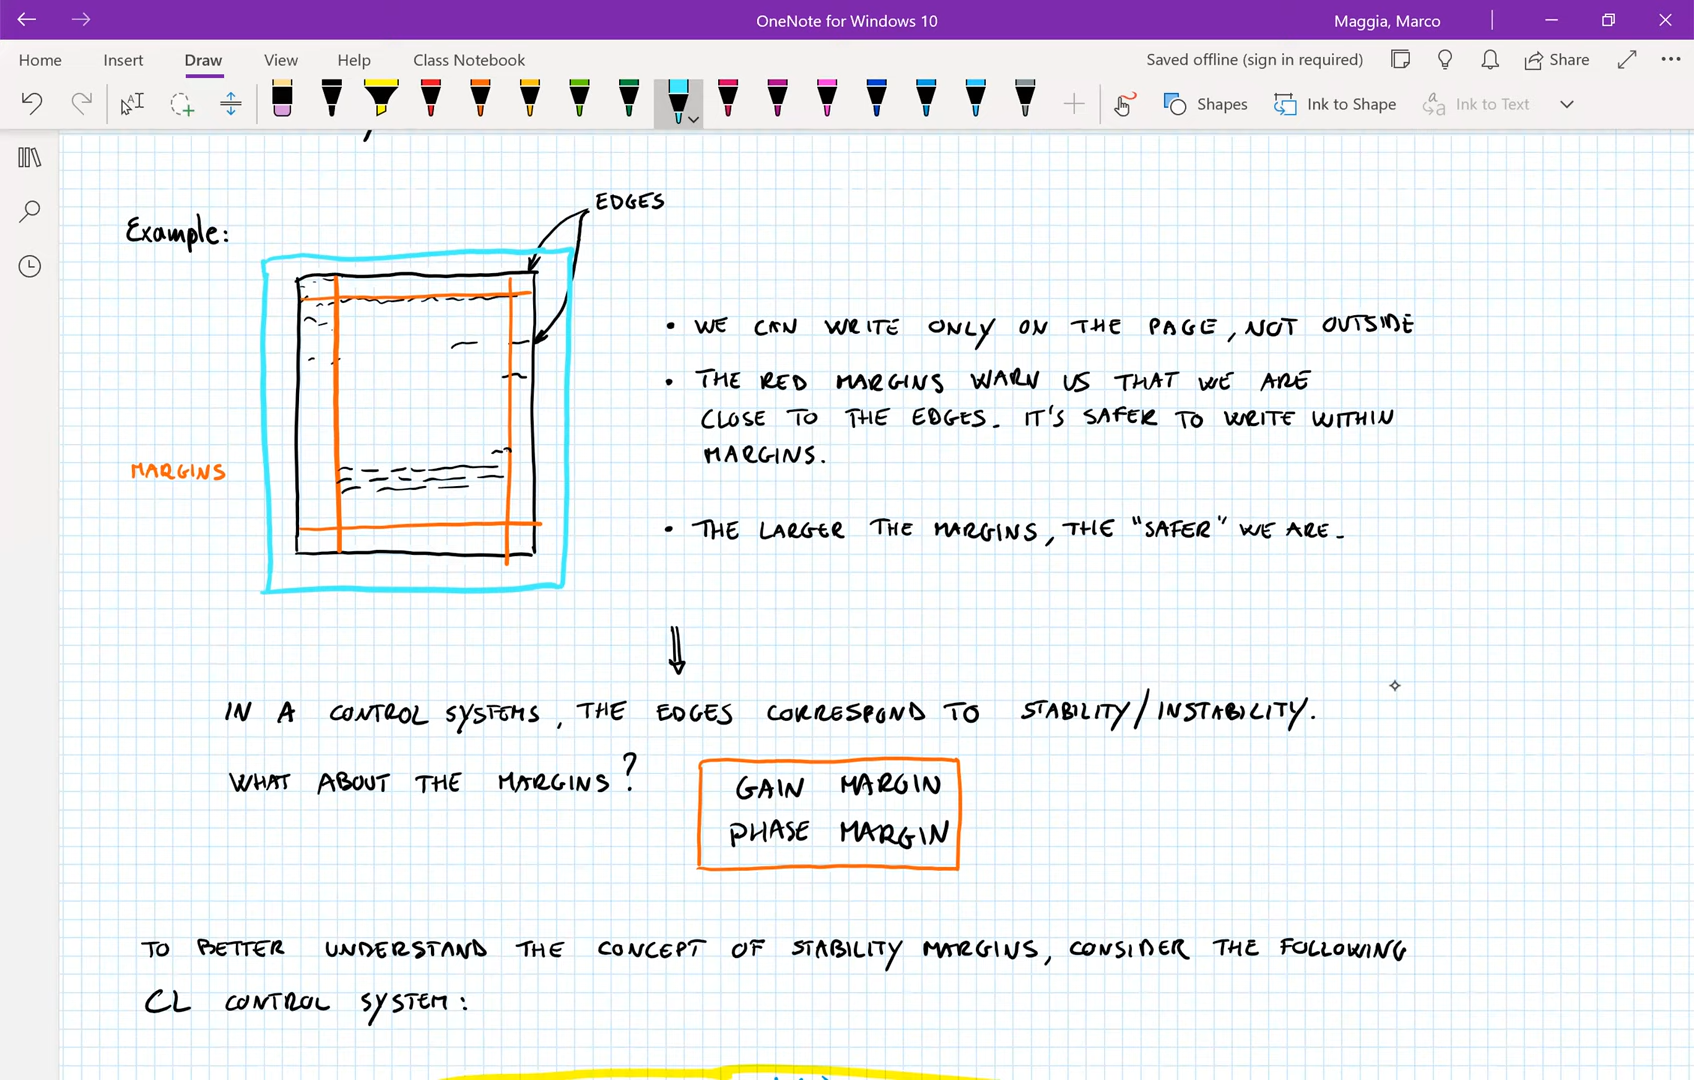 OneNote for Windows 10
Maggia, Marco
Home Insert Draw View Help Class Notebook
Saved offline (sign in required)
Share
Shapes
Ink to Shape
Ink to Text
EDGES
Example:
• WE CAN WRITE ONLY ON THE PAGE, NOT OUTSIDE
• THE RED MARGINS WARN US THAT WE ARE
CLOSE TO THE EDGES. IT'S SAFER TO WRITE WITHIN
MARGINS.
MARGINS
• THE LARGER THE MARGINS, THE "SAFER" WE ARE.
IN A CONTROL SYSTEMS, THE EDGES CORRESPOND TO STABILITY/INSTABILITY.
WHAT ABOUT THE MARGINS?
GAIN MARGIN
PHASE MARGIN
TO BETTER UNDERSTAND THE CONCEPT OF STABILITY MARGINS, CONSIDER THE FOLLOWING
CL CONTROL SYSTEM: